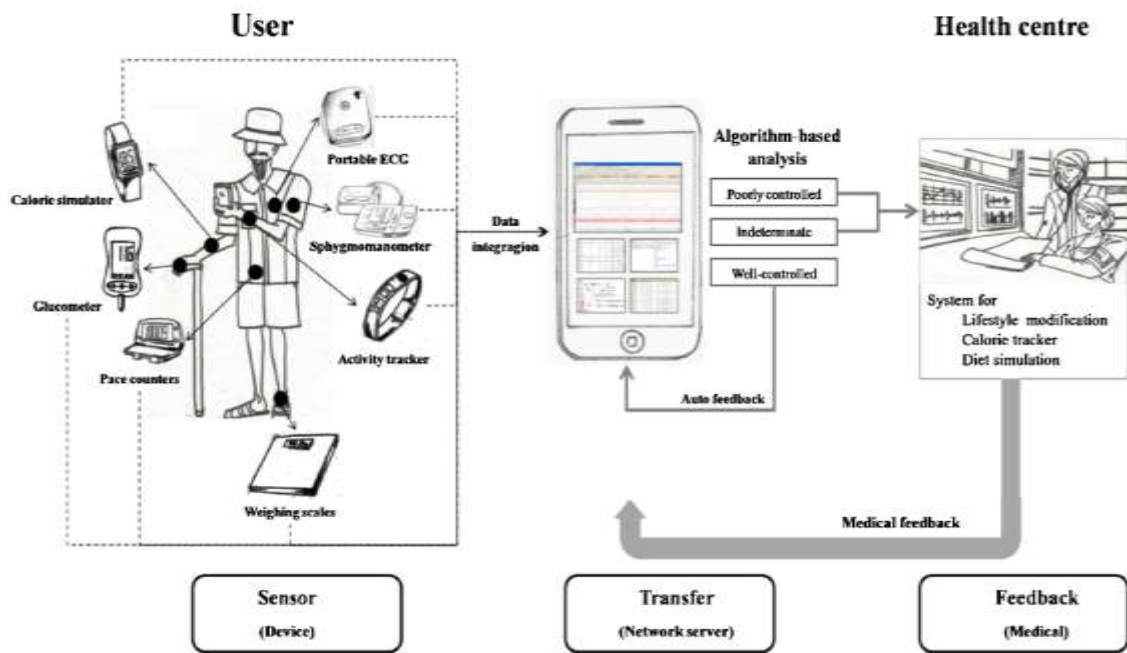 User
Health centre
Portable ECG
Calorie simulator
Sphygmomanometer
Glucometer
Pace counters
Activity tracker
Weighing scales
Data
integragion
Algorithm-based
analysis
Poorly controlled
Indeterminate
Well-controlled
Auto feedback
System for
Lifestyle modification
Calorie tracker
Diet simulation
Medical feedback
Sensor
(Device)
Transfer
(Network server)
Feedback
(Medical)